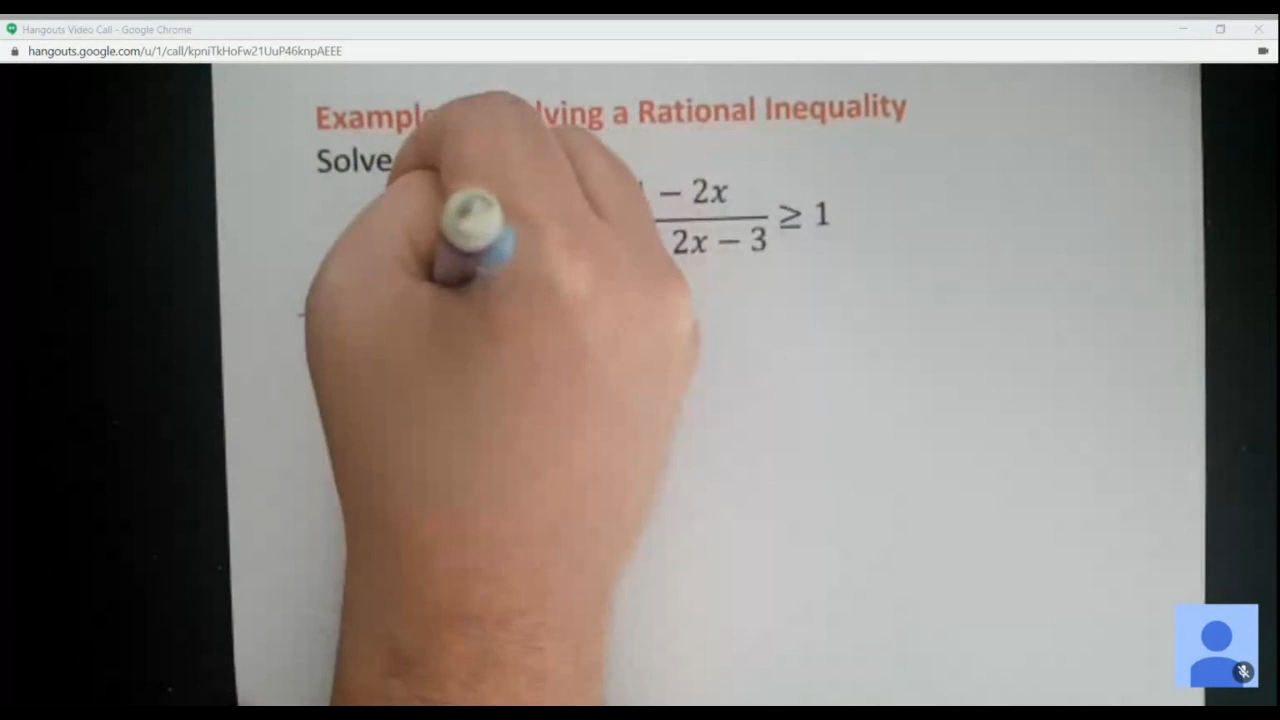 Hangouts Video Call - Google Chrome
hangouts.google.com/u/1/call/kpniTkHoFw21UuP46knpAEEE
Exampl lving a Rational Inequality
Solve
− 2x
2x − 3
≥ 1